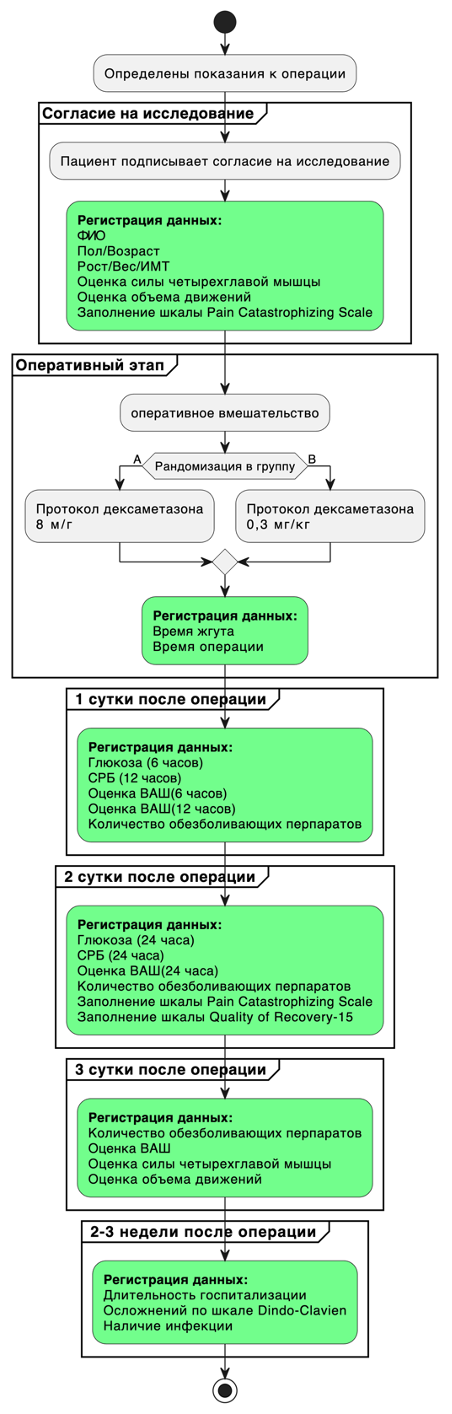 Определены показания к операции
Согласие на исследование
Пациент подписывает согласие на исследование
Регистрация данных:
ФИО
Пол/Возраст
Рост/Вес/ИМТ
Оценка силы четырехглавой мышцы
Оценка объема движений
Заполнение шкалы Pain Catastrophizing Scale
Оперативный этап
оперативное вмешательство
Рандомизация в группу
A
B
Протокол дексаметазона
8 м/г
Протокол дексаметазона
0,3 мг/кг
Регистрация данных:
Время жгута
Время операции
1 сутки после операции
Регистрация данных:
Глюкоза (6 часов)
СРБ (12 часов)
Оценка ВАШ(6 часов)
Оценка ВАШ(12 часов)
Количество обезболивающих перпаратов
2 сутки после операции
Регистрация данных:
Глюкоза (24 часа)
СРБ (24 часа)
Оценка ВАШ(24 часа)
Количество обезболивающих перпаратов
Заполнение шкалы Pain Catastrophizing Scale
Заполнение шкалы Quality of Recovery-15
3 сутки после операции
Регистрация данных:
Количество обезболивающих перпаратов
Оценка ВАШ
Оценка силы четырехглавой мышцы
Оценка объема движений
2-3 недели после операции
Регистрация данных:
Длительность госпитализации
Осложнений по шкале Dindo-Clavien
Наличие инфекции